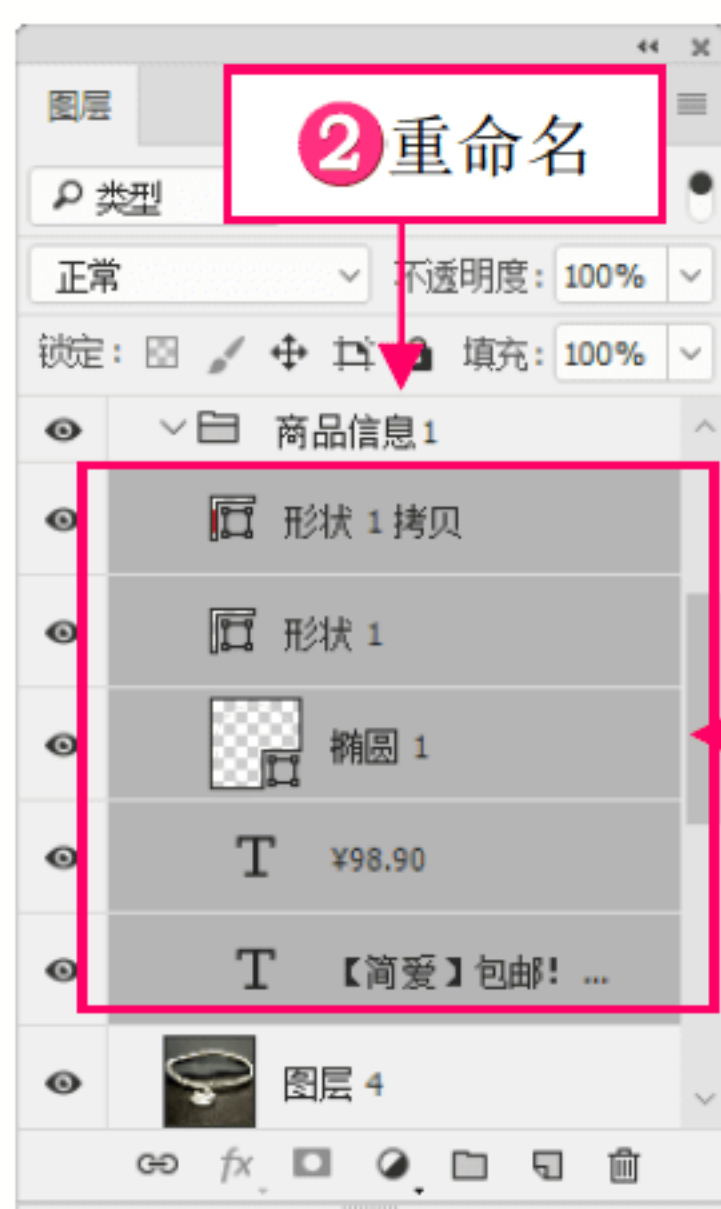 图层
2重命名
类型
正常 不透明度: 100%
锁定: 填充: 100%
商品信息1
形状 1 拷贝
形状 1
椭圆 1
T ¥98.90
T 【简爱】包邮! ...
图层 4
fx